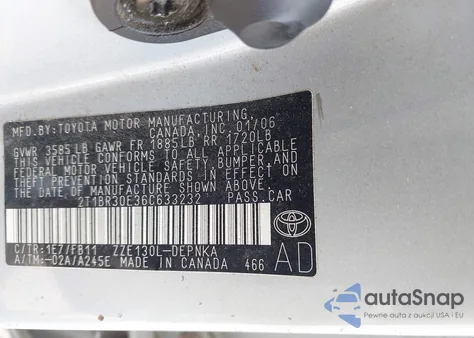 MFD.BY:TOYOTA MOTOR MANUFACTURING
CANADA, INC. 01/06
GVWR 3585LB GAWR FR 1885LB RR 1720LB
THIS VEHICLE CONFORMS TO ALL APPLICABLE
FEDERAL MOTOR VEHICLE SAFETY, BUMPER, AND
THEFT PREVENTION STANDARDS IN EFFECT ON
THE DATE OF MANUFACTURE SHOWN ABOVE.
2T1BR30E36C633232 PASS.CAR
C/TR:1E7/FB11 ZZE130L-DEPNKA
A/TM:-02A/A245E MADE IN CANADA 466
AD
TOYOTA
autaSnap
Auta z Ameryki
Pewne auto z aukcji USA i EU